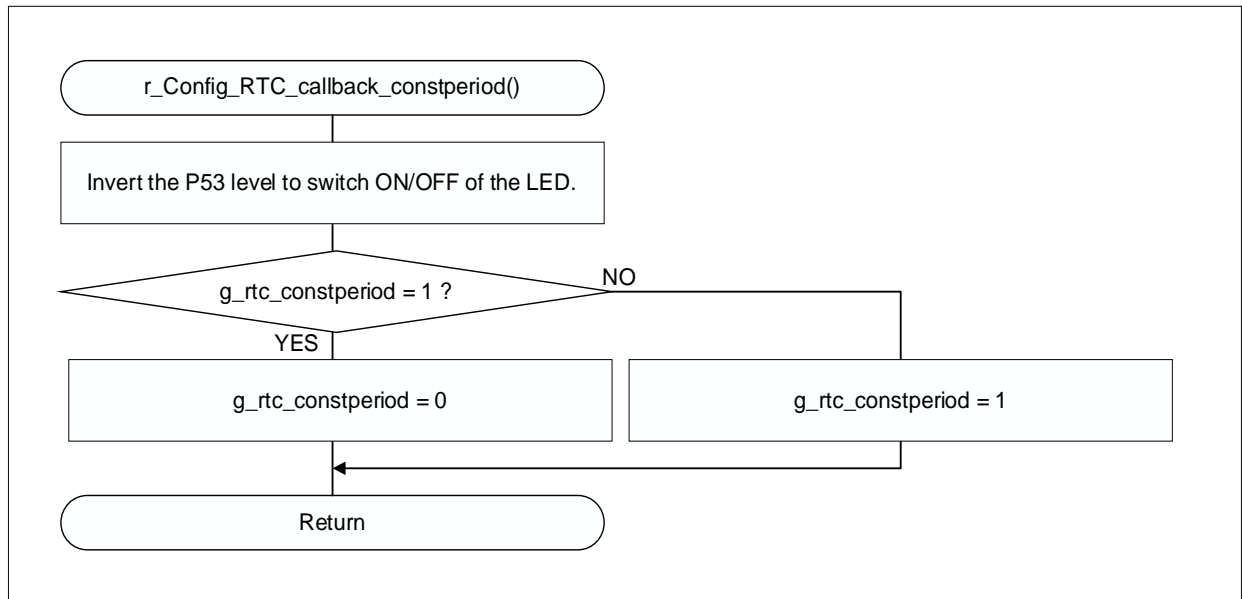 r_Config_RTC_callback_constperiod()
Invert the P53 level to switch ON/OFF of the LED.
g_rtc_constperiod = 1 ?
NO
YES
g_rtc_constperiod = 0
g_rtc_constperiod = 1
Return